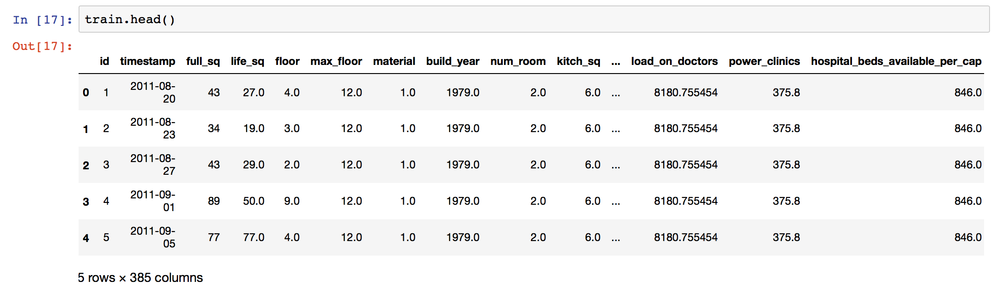 In [17]: train.head()
Out[17]:
id timestamp full_sq life_sq floor max_floor material build_year num_room kitch_sq ... load_on_doctors power_clinics hospital_beds_available_per_cap
0 1 2011-08-20 43 27.0 4.0 12.0 1.0 1979.0 2.0 6.0 ... 8180.755454 375.8 846.0
1 2 2011-08-23 34 19.0 3.0 12.0 1.0 1979.0 2.0 6.0 ... 8180.755454 375.8 846.0
2 3 2011-08-27 43 29.0 2.0 12.0 1.0 1979.0 2.0 6.0 ... 8180.755454 375.8 846.0
3 4 2011-09-01 89 50.0 9.0 12.0 1.0 1979.0 2.0 6.0 ... 8180.755454 375.8 846.0
4 5 2011-09-05 77 77.0 4.0 12.0 1.0 1979.0 2.0 6.0 ... 8180.755454 375.8 846.0
5 rows × 385 columns